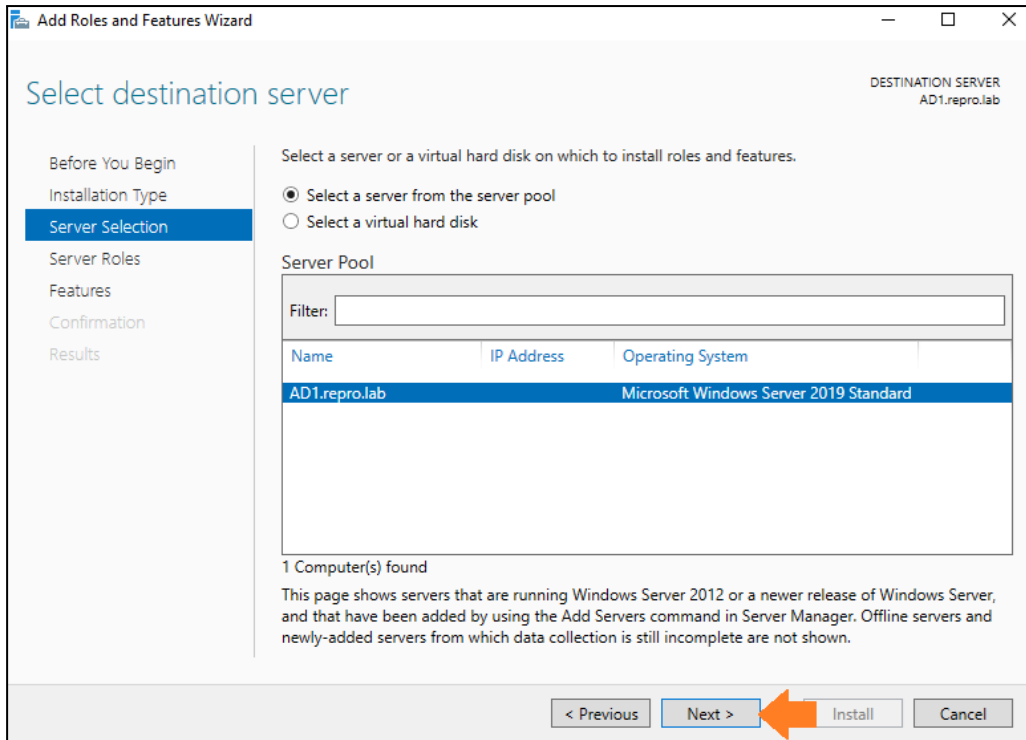 Add Roles and Features Wizard
Select destination server
DESTINATION SERVER
AD1.repro.lab
Before You Begin
Installation Type
Server Selection
Server Roles
Features
Confirmation
Results
Select a server or a virtual hard disk on which to install roles and features.
Select a server from the server pool
Select a virtual hard disk
Server Pool
Filter:
Name IP Address Operating System
AD1.repro.lab Microsoft Windows Server 2019 Standard
1 Computer(s) found
This page shows servers that are running Windows Server 2012 or a newer release of Windows Server,
and that have been added by using the Add Servers command in Server Manager. Offline servers and
newly-added servers from which data collection is still incomplete are not shown.
< Previous Next > Install Cancel